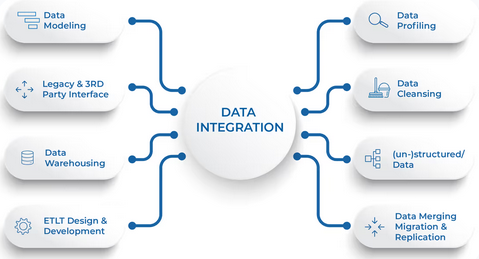 Data
Modeling
Legacy & 3RD
Party Interface
Data
Warehousing
ETLT Design &
Development
DATA
INTEGRATION
Data
Profiling
Data
Cleansing
(un-)structured/
Data
Data Merging
Migration &
Replication